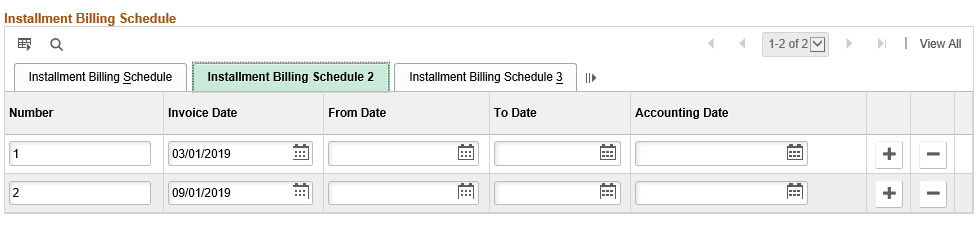 Installment Billing Schedule
1-2 of 2 | View All
Installment Billing Schedule Installment Billing Schedule 2 Installment Billing Schedule 3
Number Invoice Date From Date To Date Accounting Date
1 03/01/2019
2 09/01/2019